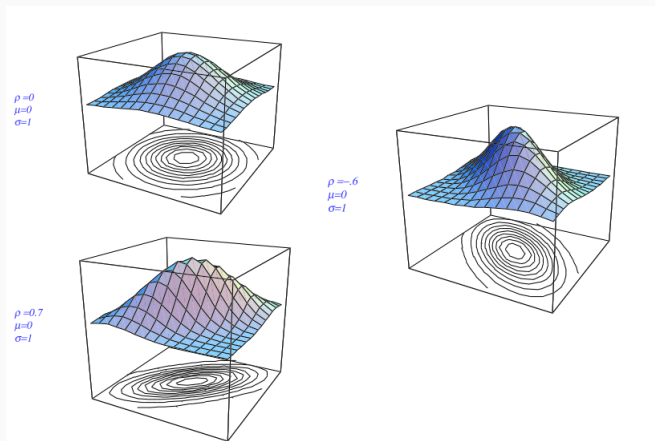 ρ =0
μ=0
σ=1
ρ =-.6
μ=0
σ=1
ρ =0.7
μ=0
σ=1